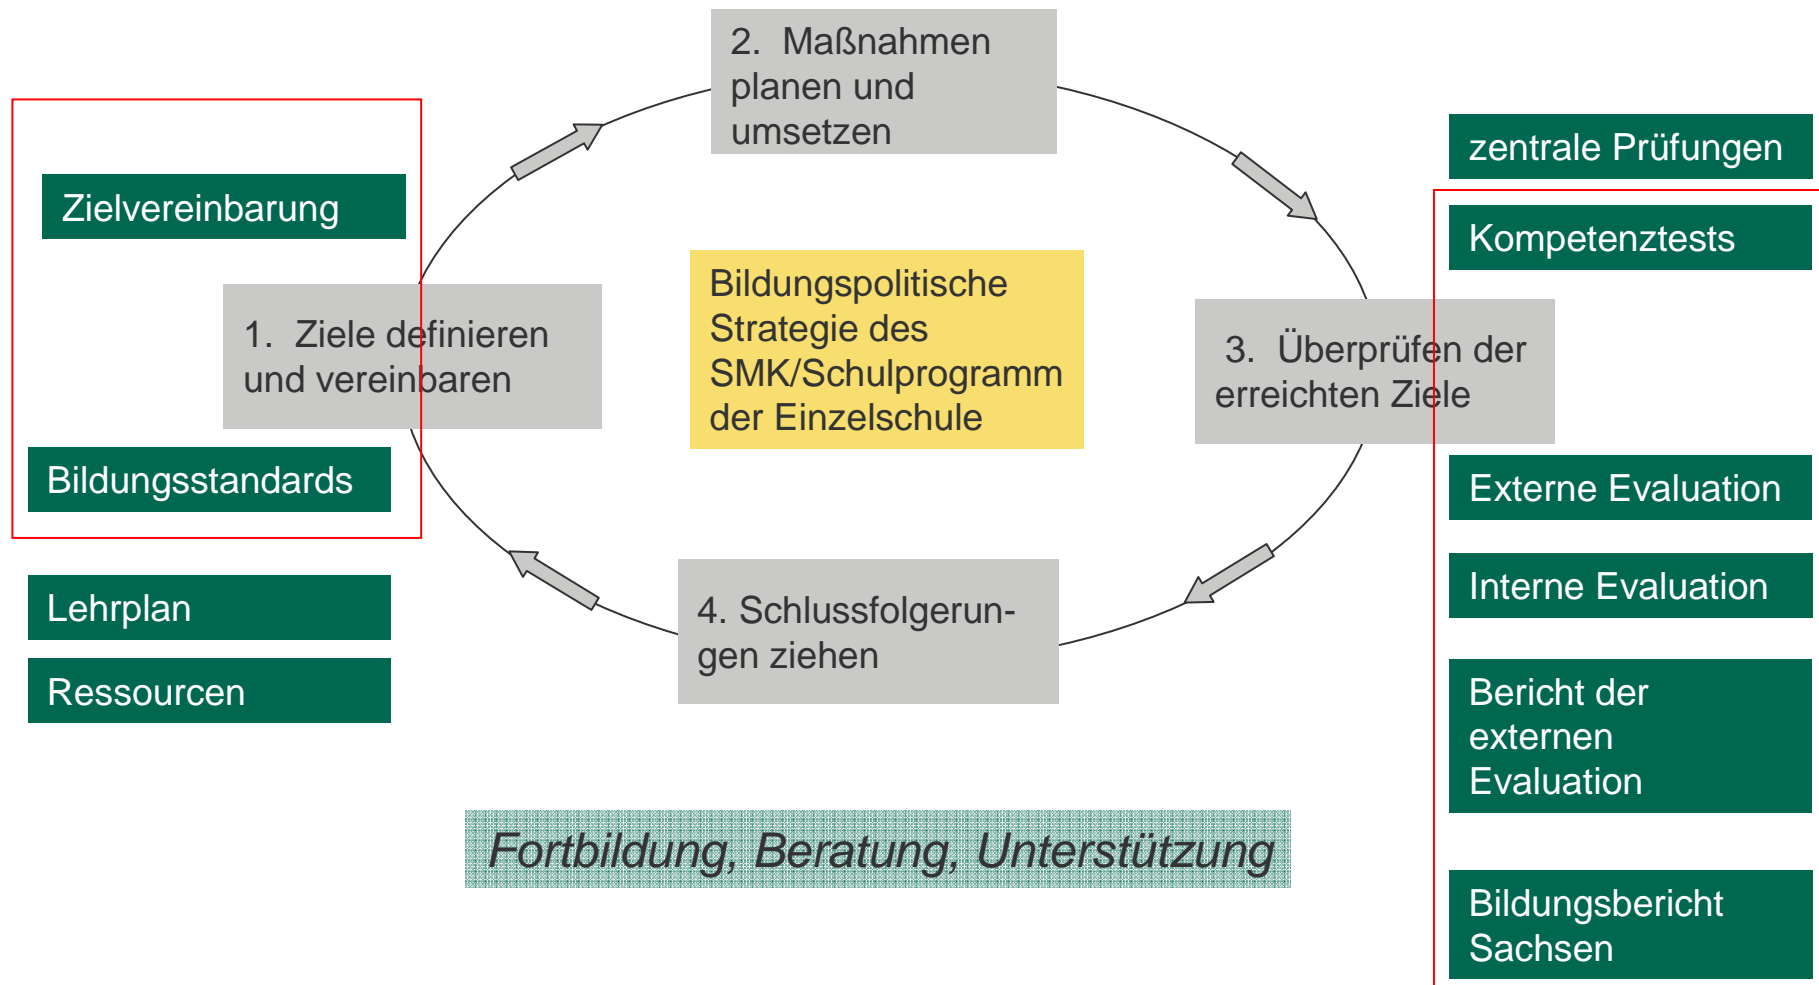 2. Maßnahmen
planen und
umsetzen
Zielvereinbarung
1. Ziele definieren
und vereinbaren
Bildungsstandards
Lehrplan
Ressourcen
Bildungspolitische
Strategie des
SMK/Schulprogramm
der Einzelschule
zentrale Prüfungen
Kompetenztests
3. Überprüfen der
erreichten Ziele
Externe Evaluation
Interne Evaluation
Bericht der
externen
Evaluation
Bildungsbericht
Sachsen
4. Schlussfolgerun-
gen ziehen
Fortbildung, Beratung, Unterstützung